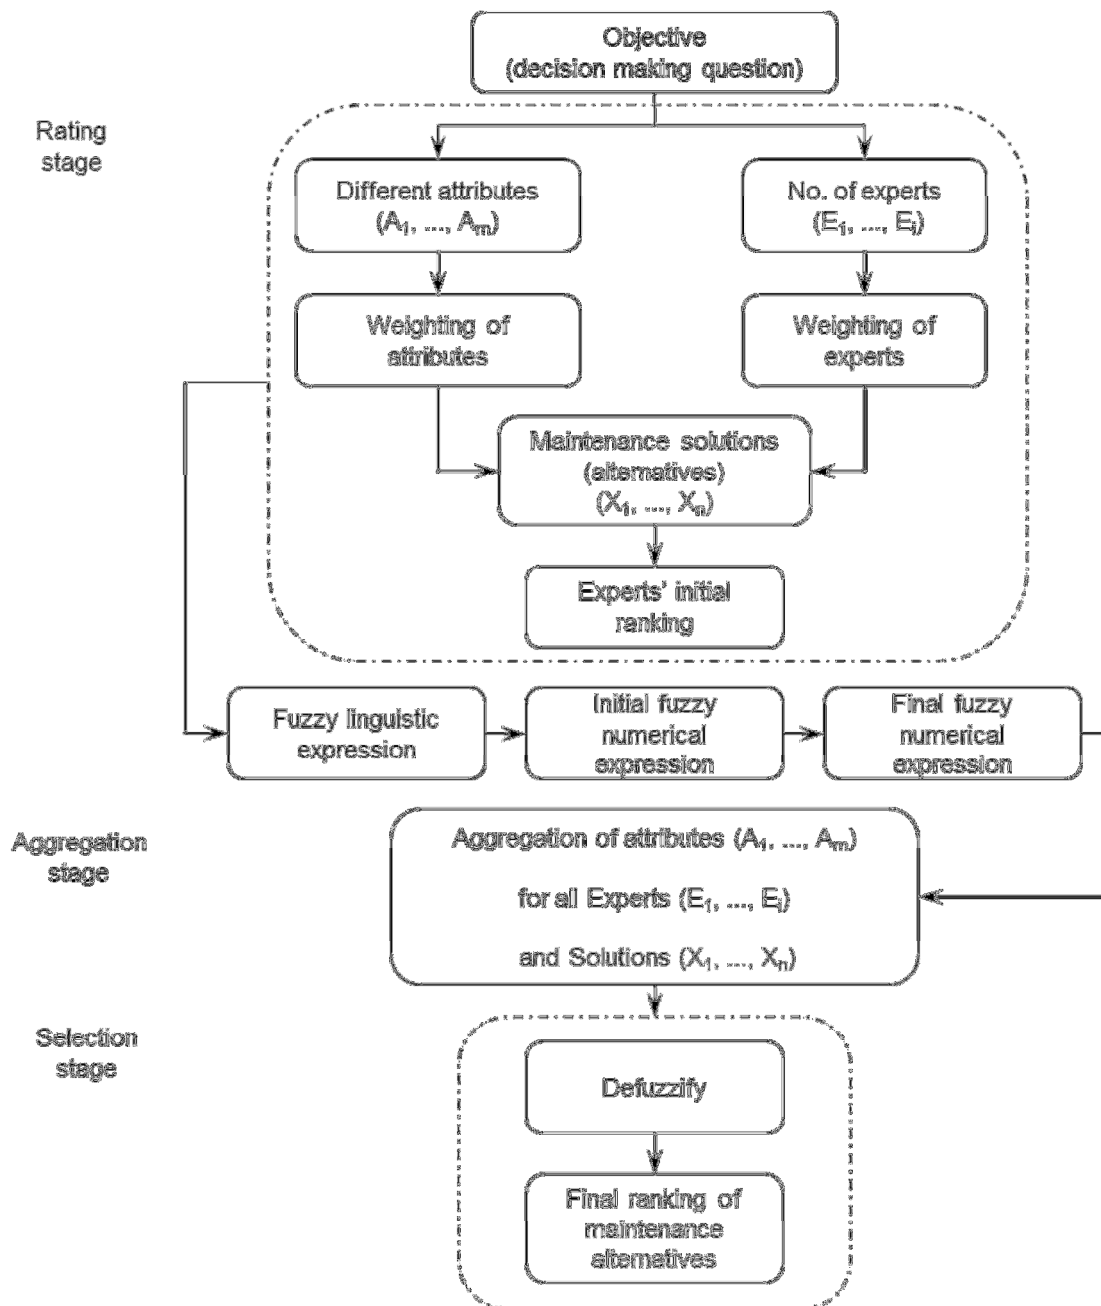 Objective
(decision making question)
Rating
stage
Different attributes
(A₁, ..., Aₘ)
No. of experts
(E₁, ..., Eᵢ)
Weighting of
attributes
Weighting of
experts
Maintenance solutions
(alternatives)
(X₁, ..., Xₙ)
Experts' initial
ranking
Fuzzy linguistic
expression
Initial fuzzy
numerical
expression
Final fuzzy
numerical
expression
Aggregation
stage
Aggregation of attributes (A₁, ..., Aₘ)
for all Experts (E₁, ..., Eᵢ)
and Solutions (X₁, ..., Xₙ)
Selection
stage
Defuzzify
Final ranking of
maintenance
alternatives